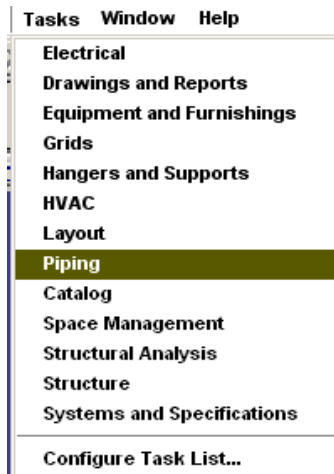 Tasks Window Help
Electrical
Drawings and Reports
Equipment and Furnishings
Grids
Hangers and Supports
HVAC
Layout
Piping
Catalog
Space Management
Structural Analysis
Structure
Systems and Specifications
Configure Task List...